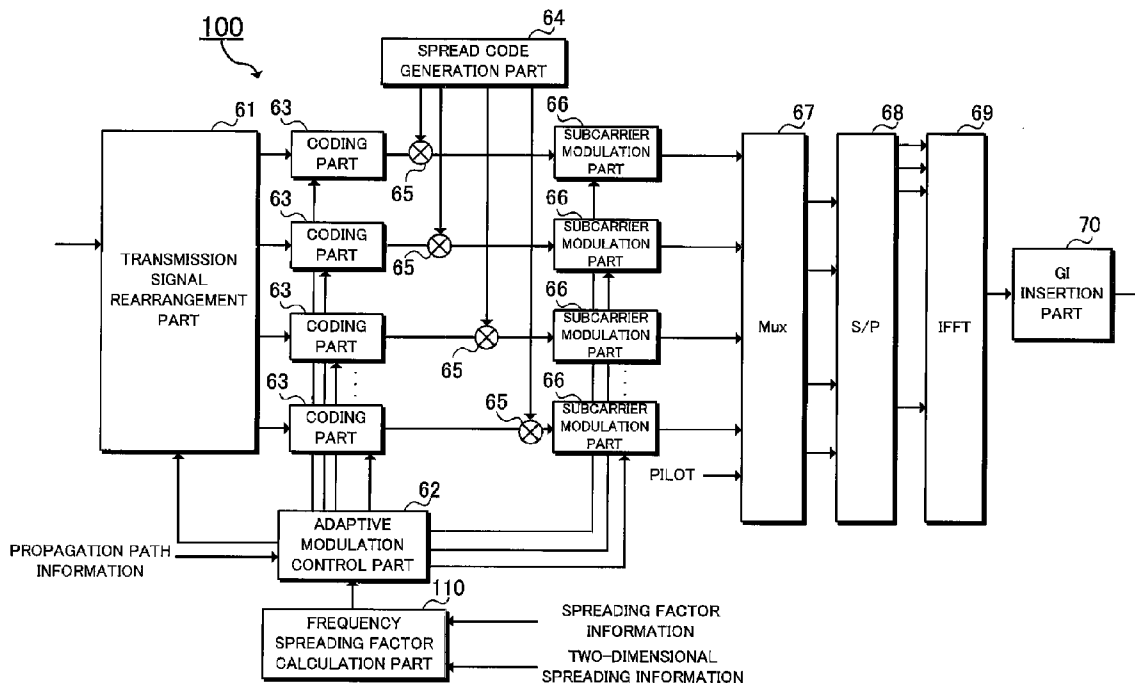 100
64
SPREAD CODE
GENERATION PART
61
TRANSMISSION
SIGNAL
REARRANGEMENT
PART
63
CODING
PART
65
66
SUBCARRIER
MODULATION
PART
63
CODING
PART
65
66
SUBCARRIER
MODULATION
PART
63
CODING
PART
65
66
SUBCARRIER
MODULATION
PART
63
CODING
PART
65
66
SUBCARRIER
MODULATION
PART
67
Mux
68
S/P
69
IFFT
70
GI
INSERTION
PART
PILOT
62
ADAPTIVE
MODULATION
CONTROL PART
PROPAGATION PATH
INFORMATION
110
FREQUENCY
SPREADING FACTOR
CALCULATION PART
SPREADING FACTOR
INFORMATION
TWO-DIMENSIONAL
SPREADING INFORMATION